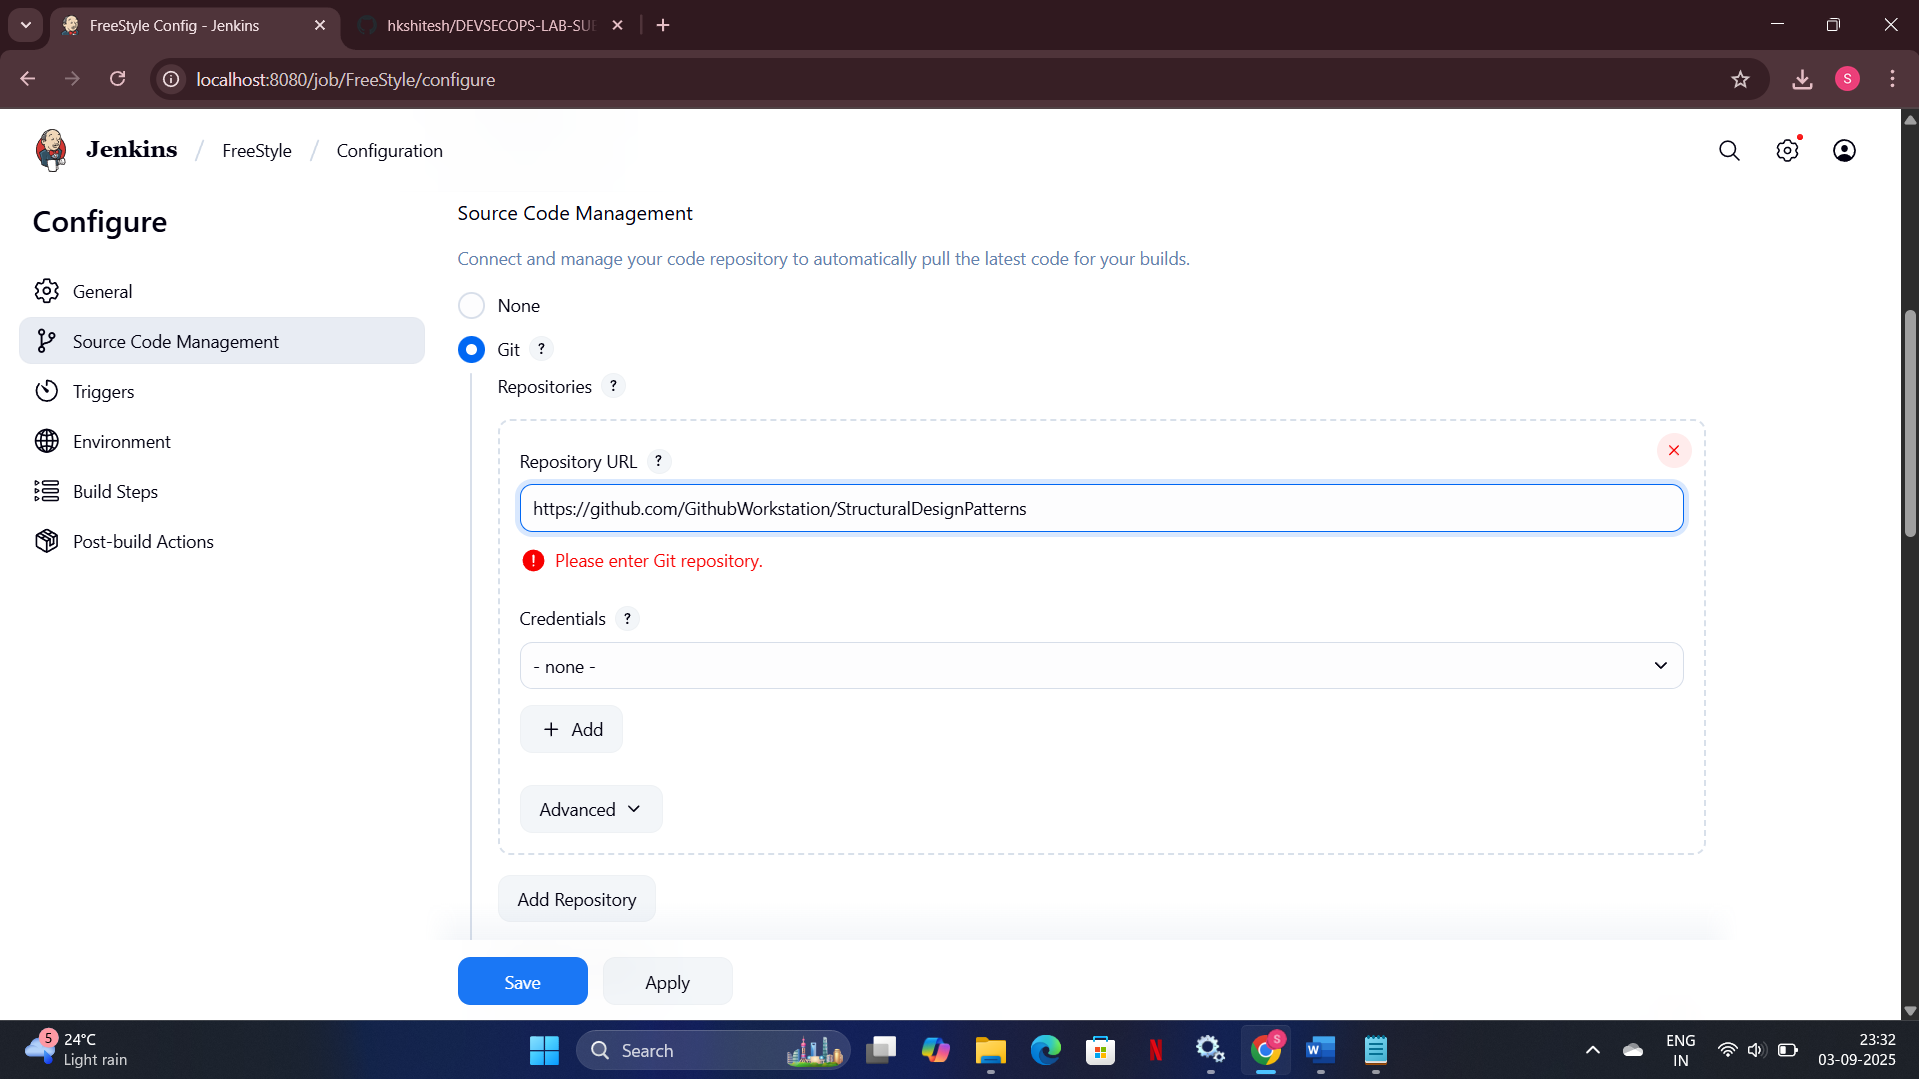 FreeStyle Config - Jenkins
hkshitesh/DEVSECOPS-LAB-SU
localhost:8080/job/FreeStyle/configure
S
Jenkins / FreeStyle / Configuration
Configure
General
Source Code Management
Triggers
Environment
Build Steps
Post-build Actions
Source Code Management
Connect and manage your code repository to automatically pull the latest code for your builds.
None
Git ?
Repositories ?
Repository URL ?
https://github.com/GithubWorkstation/StructuralDesignPatterns
Please enter Git repository.
Credentials ?
- none -
+ Add
Advanced
Add Repository
Save
Apply
5
24°C
Light rain
Search
N
S
W
ENG
IN
23:32
03-09-2025